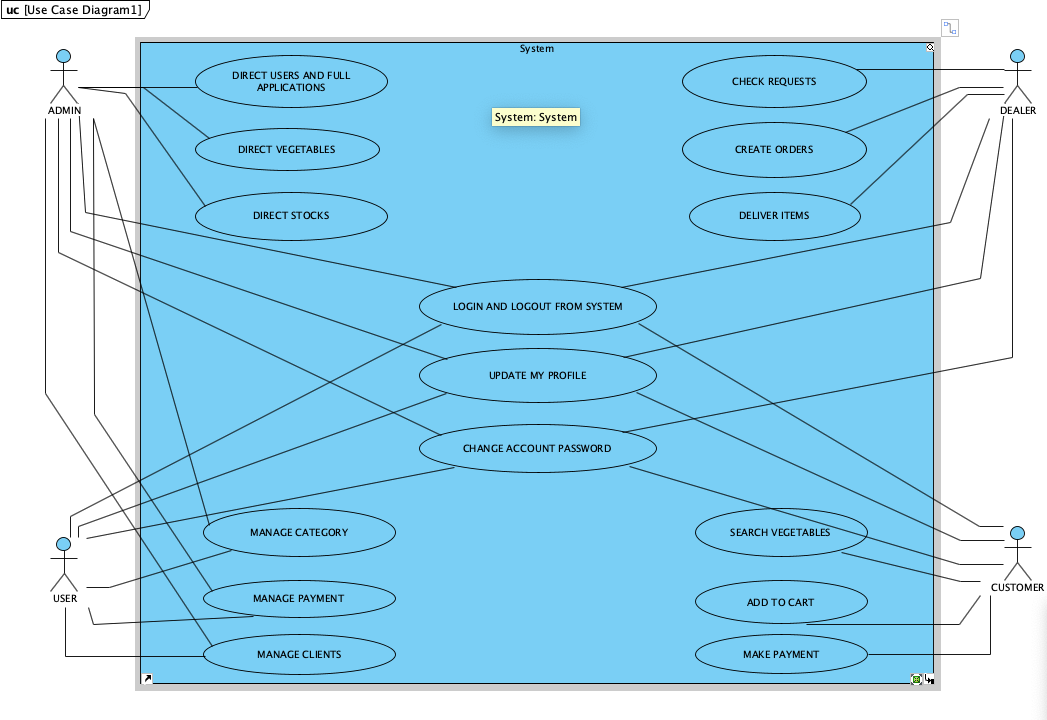 uc [Use Case Diagram1]
System
DIRECT USERS AND FULL
APPLICATIONS
CHECK REQUESTS
ADMIN
DEALER
System: System
DIRECT VEGETABLES
CREATE ORDERS
DIRECT STOCKS
DELIVER ITEMS
LOGIN AND LOGOUT FROM SYSTEM
UPDATE MY PROFILE
CHANGE ACCOUNT PASSWORD
MANAGE CATEGORY
SEARCH VEGETABLES
USER
CUSTOMER
MANAGE PAYMENT
ADD TO CART
MANAGE CLIENTS
MAKE PAYMENT